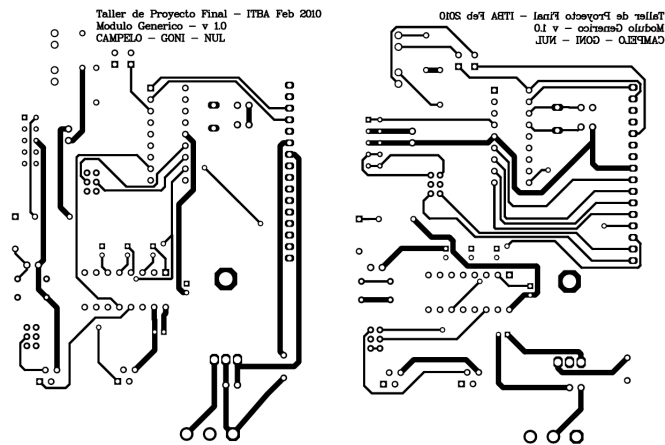 Taller de Proyecto Final – ITBA Feb 2010
Modulo Generico – v 1.0
CAMPELO – GONI – NUL
Taller de Proyecto Final – ITBA Feb 2010
Modulo Generico – v 1.0
CAMPELO – GONI – NUL